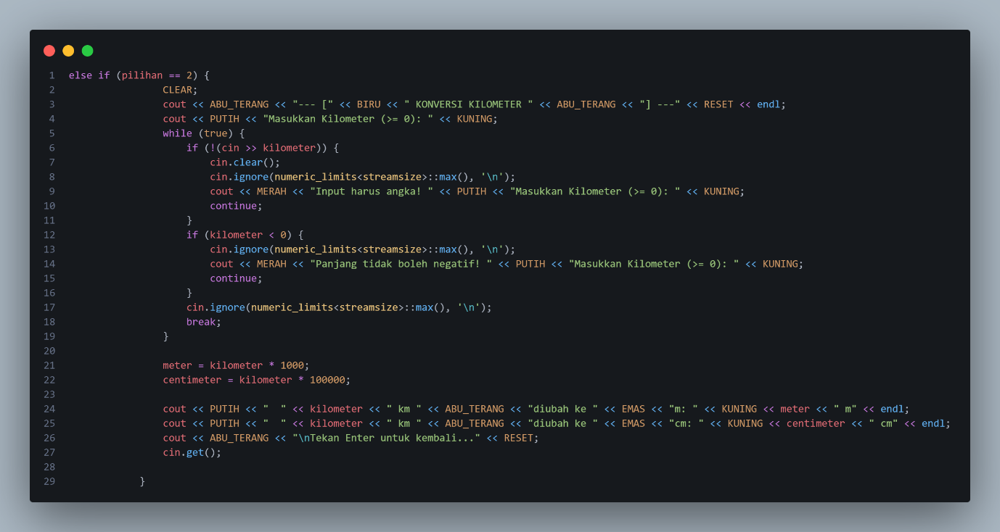 1 else if (pilihan == 2) {
2                 CLEAR;
3                 cout << ABU_TERANG << "--- [" << BIRU << " KONVERSI KILOMETER " << ABU_TERANG << "] ---" << RESET << endl;
4                 cout << PUTIH << "Masukkan Kilometer (>= 0): " << KUNING;
5                 while (true) {
6                     if (!(cin >> kilometer)) {
7                         cin.clear();
8                         cin.ignore(numeric_limits<streamsize>::max(), '\n');
9                         cout << MERAH << "Input harus angka! " << PUTIH << "Masukkan Kilometer (>= 0): " << KUNING;
10                         continue;
11                     }
12                     if (kilometer < 0) {
13                         cin.ignore(numeric_limits<streamsize>::max(), '\n');
14                         cout << MERAH << "Panjang tidak boleh negatif! " << PUTIH << "Masukkan Kilometer (>= 0): " << KUNING;
15                         continue;
16                     }
17                     cin.ignore(numeric_limits<streamsize>::max(), '\n');
18                     break;
19                 }
20
21                 meter = kilometer * 1000;
22                 centimeter = kilometer * 100000;
23
24                 cout << PUTIH << "  " << kilometer << " km " << ABU_TERANG << "diubah ke " << EMAS << "m: " << KUNING << meter << " m" << endl;
25                 cout << PUTIH << "  " << kilometer << " km " << ABU_TERANG << "diubah ke " << EMAS << "cm: " << KUNING << centimeter << " cm" << endl;
26                 cout << ABU_TERANG << "\nTekan Enter untuk kembali..." << RESET;
27                 cin.get();
28
29             }